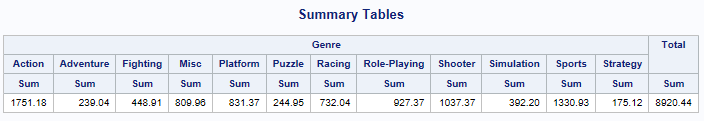 Summary Tables
Genre Total
Action Adventure Fighting Misc Platform Puzzle Racing Role-Playing Shooter Simulation Sports Strategy
Sum Sum Sum Sum Sum Sum Sum Sum Sum Sum Sum Sum Sum
1751.18 239.04 448.91 809.96 831.37 244.95 732.04 927.37 1037.37 392.20 1330.93 175.12 8920.44